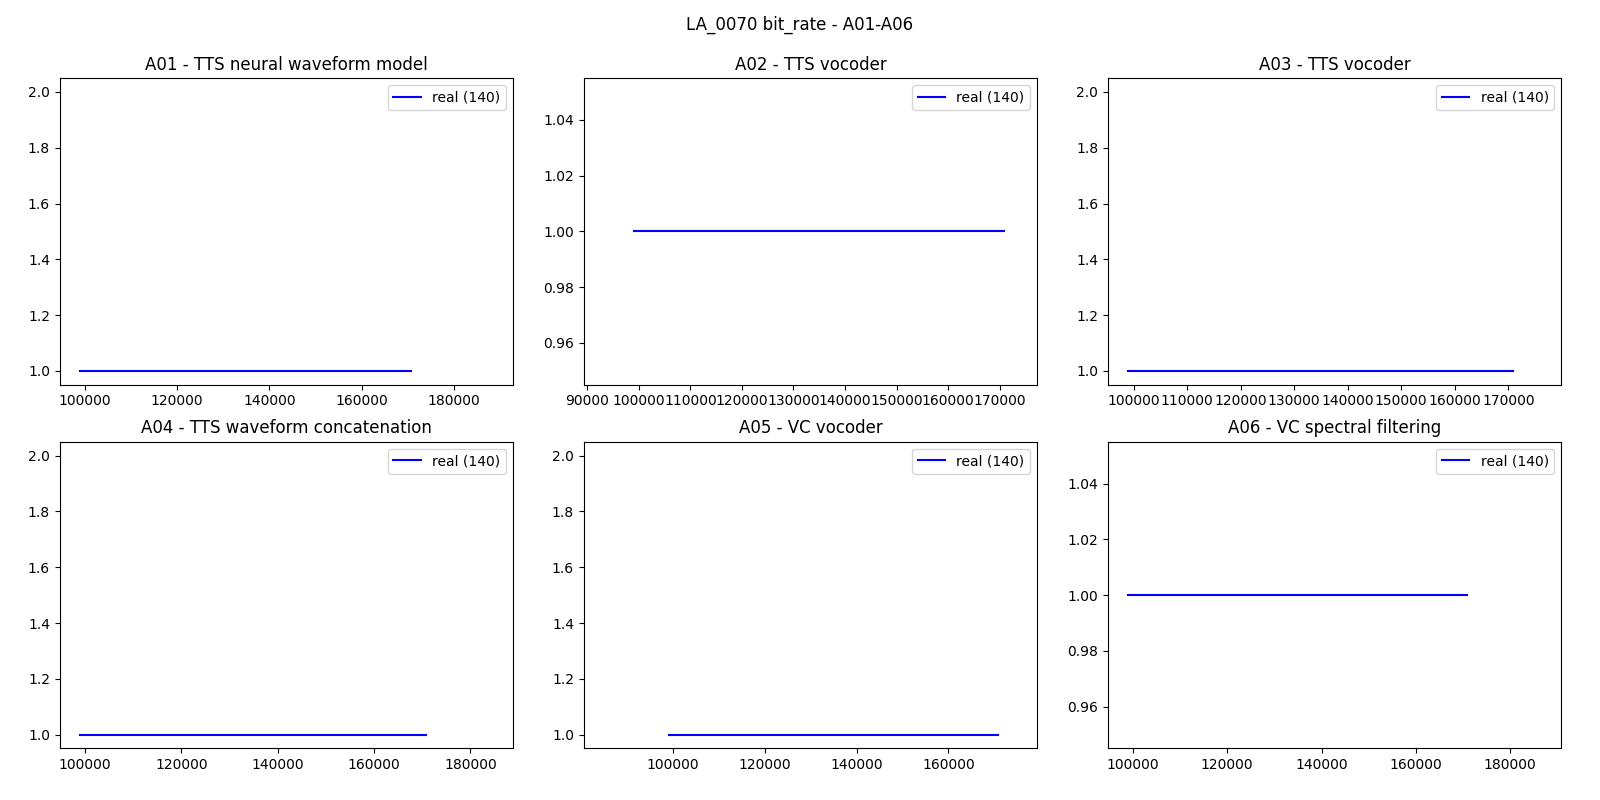 LA_0070 bit_rate - A01-A06
A01 - TTS neural waveform model
real (140)
2.0
1.8
1.6
1.4
1.2
1.0
100000 120000 140000 160000 180000
A02 - TTS vocoder
real (140)
1.04
1.02
1.00
0.98
0.96
90000 100000 110000 120000 130000 140000 150000 160000 170000
A03 - TTS vocoder
real (140)
2.0
1.8
1.6
1.4
1.2
1.0
100000 110000 120000 130000 140000 150000 160000 170000
A04 - TTS waveform concatenation
real (140)
2.0
1.8
1.6
1.4
1.2
1.0
100000 120000 140000 160000 180000
A05 - VC vocoder
real (140)
2.0
1.8
1.6
1.4
1.2
1.0
100000 120000 140000 160000
A06 - VC spectral filtering
real (140)
1.04
1.02
1.00
0.98
0.96
100000 120000 140000 160000 180000